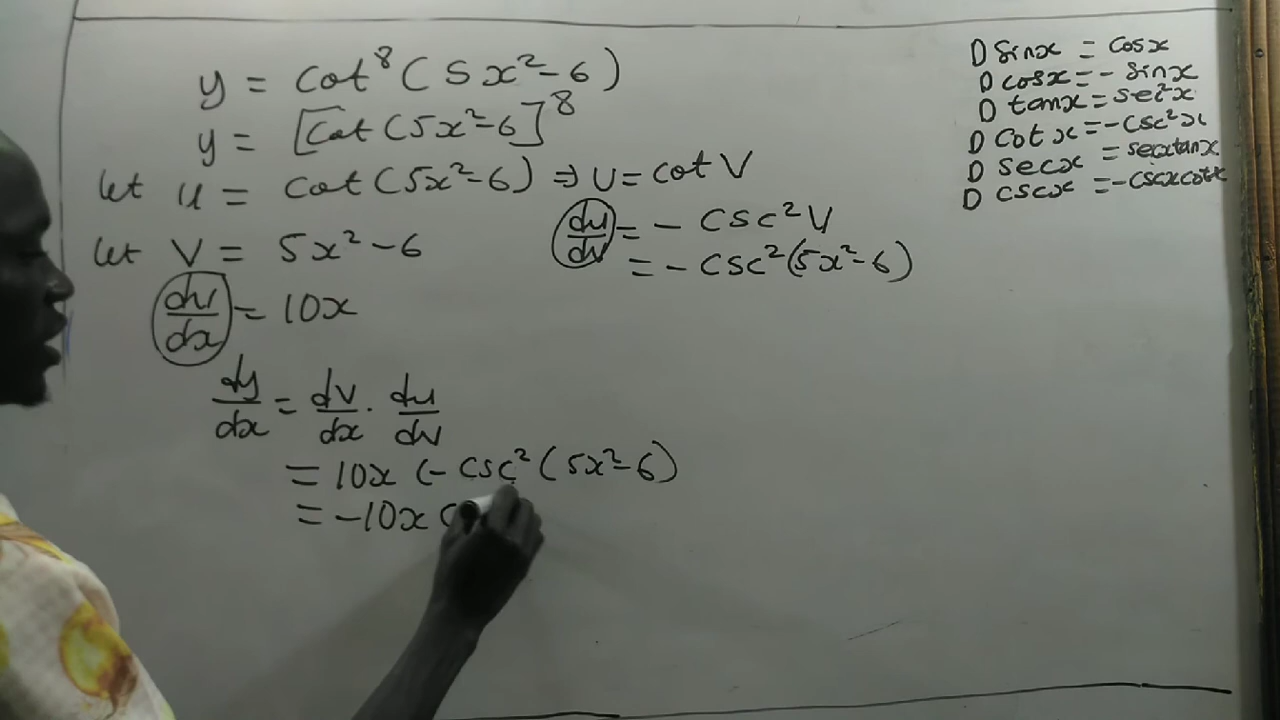 y = Cot⁸(5x²-6)
y = [Cot(5x²-6]⁸
let u = cot(5x²-6) ⇒ U = cot V
let V = 5x²-6
du/dv = - csc² V
= - csc²(5x²-6)
dv/dx = 10x
dy/dx = dv/dx . du/dv
= 10x (- csc²(5x²-6)
= -10x c
D Sinx = Cosx
D cosx = - sinx
D tanx = sec²x
D Cot x = -csc²x
D secx = secxtanx
D cscx = -cscxcotx